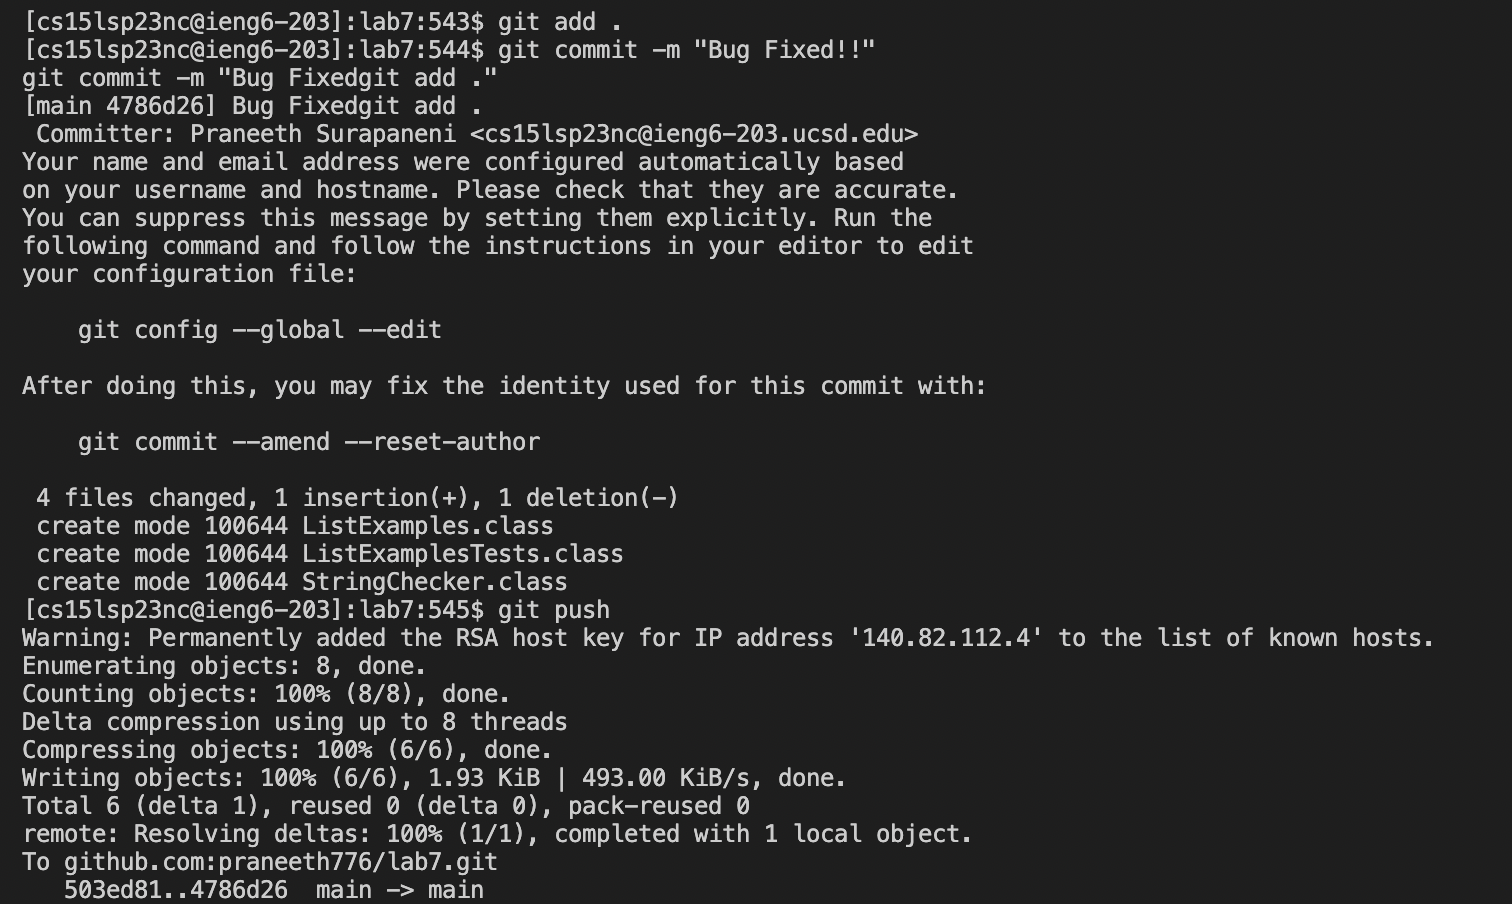 [cs15lsp23nc@ieng6-203]:lab7:543$ git add .
[cs15lsp23nc@ieng6-203]:lab7:544$ git commit -m "Bug Fixed!!"
git commit -m "Bug Fixedgit add ."
[main 4786d26] Bug Fixedgit add .
 Committer: Praneeth Surapaneni <cs15lsp23nc@ieng6-203.ucsd.edu>
Your name and email address were configured automatically based
on your username and hostname. Please check that they are accurate.
You can suppress this message by setting them explicitly. Run the
following command and follow the instructions in your editor to edit
your configuration file:

    git config --global --edit

After doing this, you may fix the identity used for this commit with:

    git commit --amend --reset-author

 4 files changed, 1 insertion(+), 1 deletion(-)
 create mode 100644 ListExamples.class
 create mode 100644 ListExamplesTests.class
 create mode 100644 StringChecker.class
[cs15lsp23nc@ieng6-203]:lab7:545$ git push
Warning: Permanently added the RSA host key for IP address '140.82.112.4' to the list of known hosts.
Enumerating objects: 8, done.
Counting objects: 100% (8/8), done.
Delta compression using up to 8 threads
Compressing objects: 100% (6/6), done.
Writing objects: 100% (6/6), 1.93 KiB | 493.00 KiB/s, done.
Total 6 (delta 1), reused 0 (delta 0), pack-reused 0
remote: Resolving deltas: 100% (1/1), completed with 1 local object.
To github.com:praneeth776/lab7.git
   503ed81..4786d26  main -> main